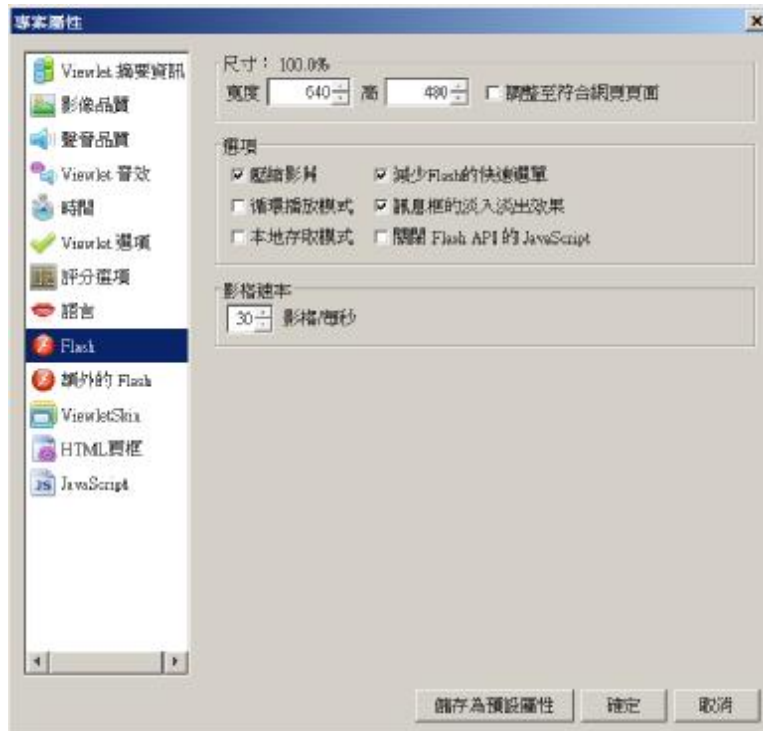 專案屬性
Viewlet 摘要資訊
影像品質
聲音品質
Viewlet 音效
時間
Viewlet 選項
評分選項
語言
Flash
額外的 Flash
ViewletSkin
HTML頁框
JavaScript
尺寸： 100.0%
寬度 640 高 480 調整至符合網頁頁面
選項
壓縮影片 減少Flash的快速選單
循環播放模式 訊息框的淡入淡出效果
本地存取模式 關閉 Flash API 的 JavaScript
影格速率
30 影格/每秒
儲存為預設屬性 確定 取消